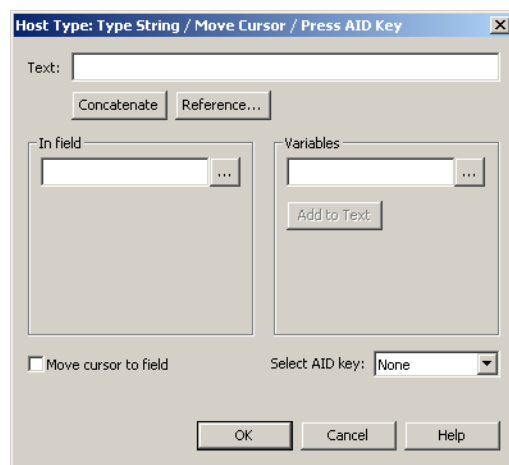 Host Type: Type String / Move Cursor / Press AID Key
Text:
Concatenate Reference...
In field Variables
... ...
Add to Text
Move cursor to field Select AID key: None
OK Cancel Help